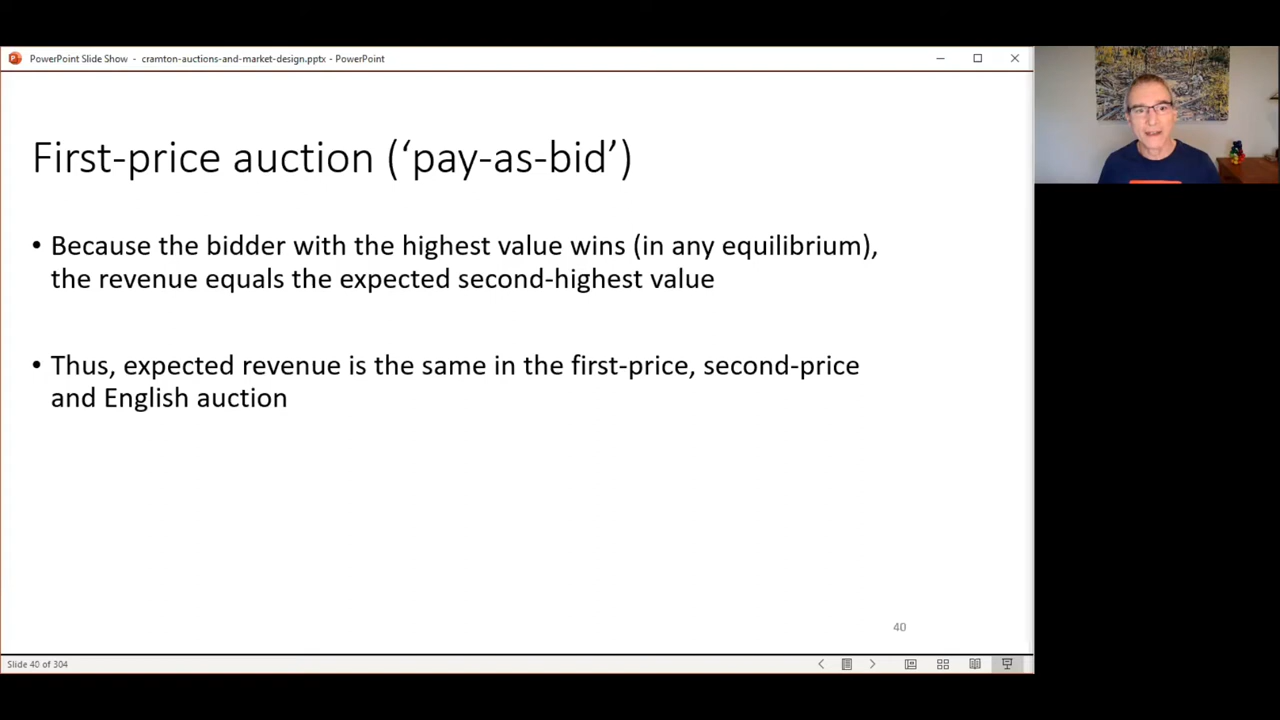 PowerPoint Slide Show - cramton-auctions-and-market-design.pptx - PowerPoint
First-price auction (‘pay-as-bid’)
• Because the bidder with the highest value wins (in any equilibrium),
the revenue equals the expected second-highest value
• Thus, expected revenue is the same in the first-price, second-price
and English auction
40
Slide 40 of 304